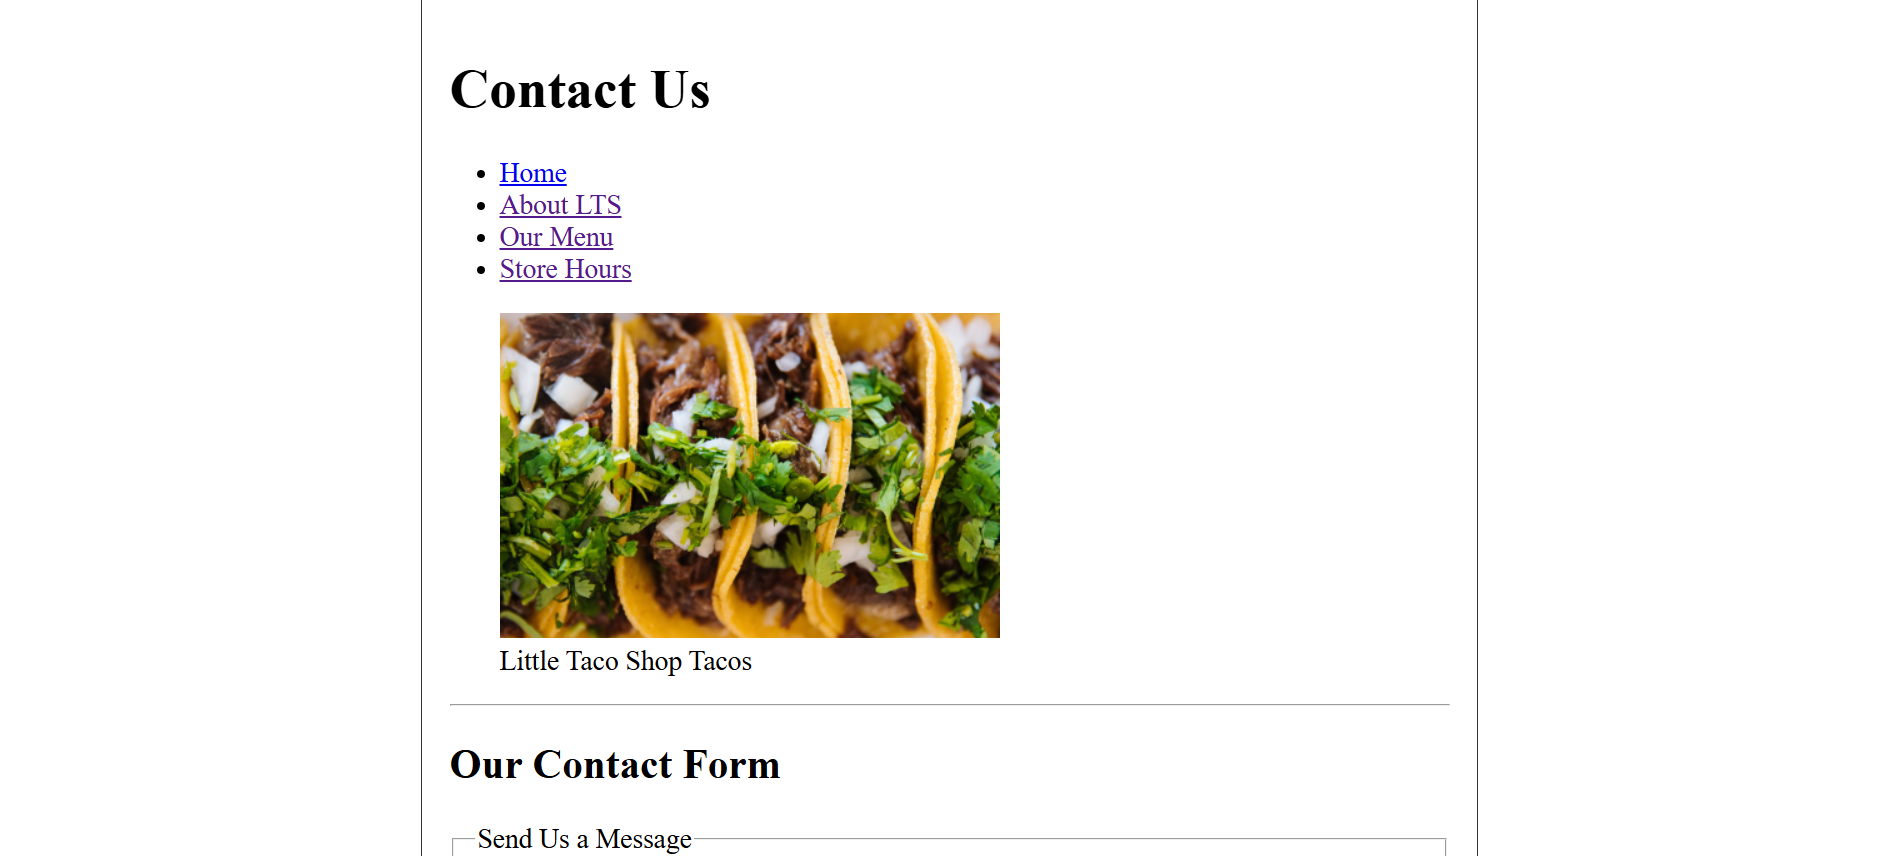 Contact Us
Home
About LTS
Our Menu
Store Hours
Little Taco Shop Tacos
Our Contact Form
Send Us a Message